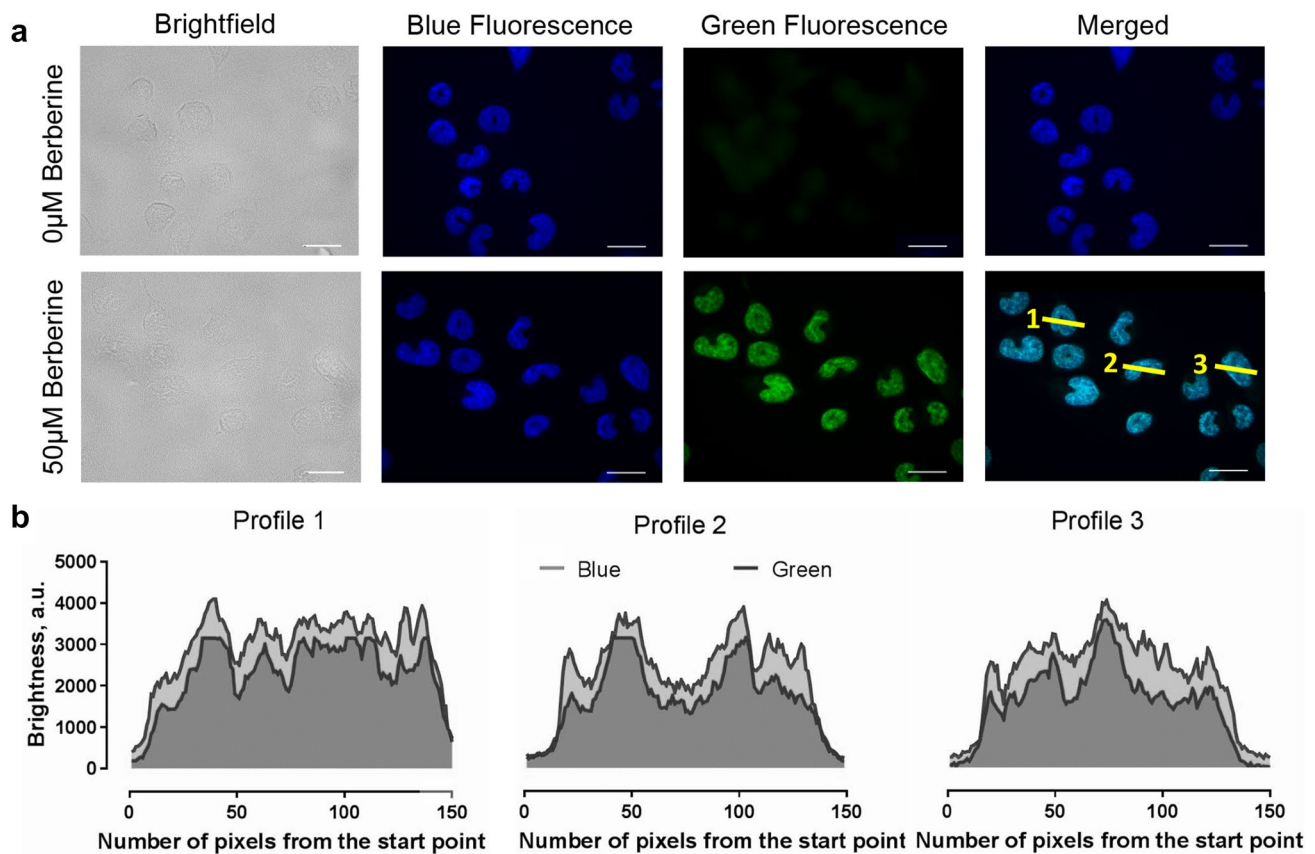 a
Brightfield
Blue Fluorescence
Green Fluorescence
Merged
0µM Berberine
50µM Berberine
1
2
3
b
Profile 1
Profile 2
Profile 3
Blue
Green
Brightness, a.u.
5000
4000
3000
2000
1000
0
0 50 100 150
0 50 100 150
0 50 100 150
Number of pixels from the start point
Number of pixels from the start point
Number of pixels from the start point